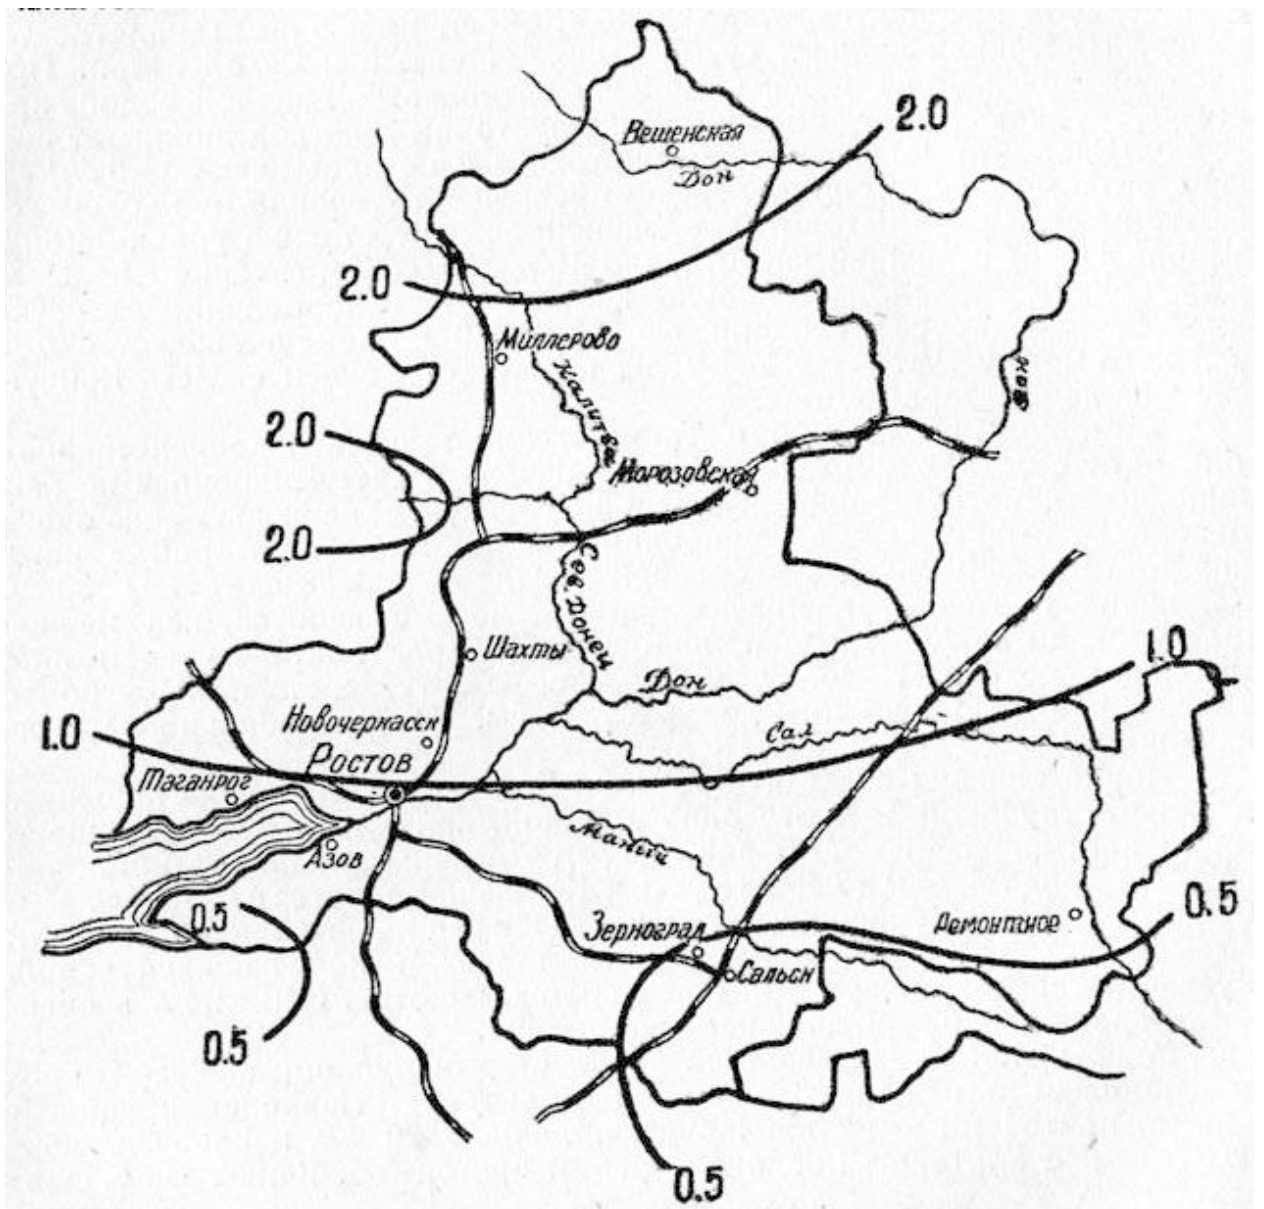 2.0
Вешенская
Дон
2.0
Миллерово
Калитва
2.0
Морозовская
2.0
Сев. Донец
1.0
Шахты
Дон
Новочеркасск
Сал
1.0
Ростов
Таганрог
Маныч
Азов
0.5
0.5
Зерноград
Ремонтное
Сальск
0.5
0.5